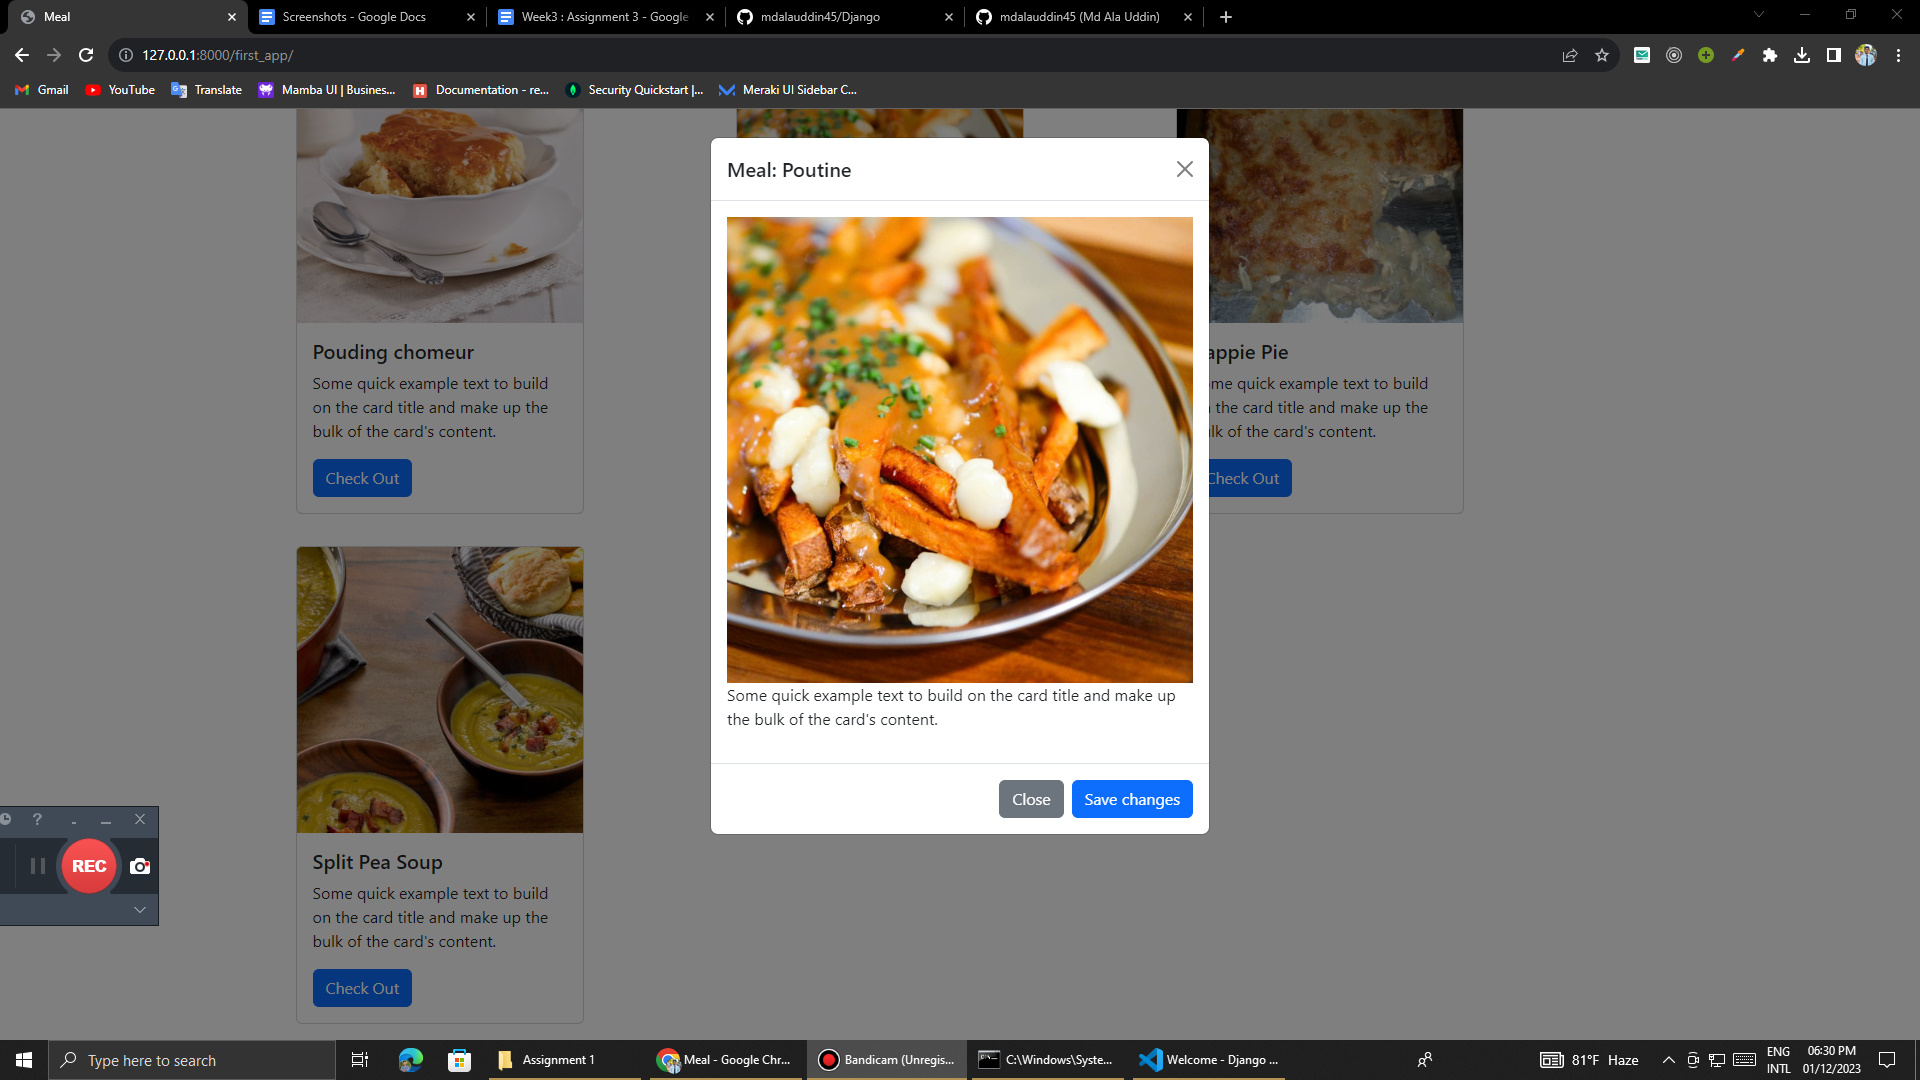 Meal
Screenshots - Google Docs
Week3 : Assignment 3 - Google
mdalauddin45/Django
mdalauddin45 (Md Ala Uddin)
127.0.0.1:8000/first_app/
Gmail
YouTube
Translate
Mamba UI | Busines...
Documentation - re...
Security Quickstart |...
Meraki UI Sidebar C...
Meal: Poutine
Pouding chomeur
Some quick example text to build
on the card title and make up the
bulk of the card's content.
Check Out
appie Pie
me quick example text to build
the card title and make up the
lk of the card's content.
Check Out
Some quick example text to build on the card title and make up
the bulk of the card's content.
Close
Save changes
?
REC
Split Pea Soup
Some quick example text to build
on the card title and make up the
bulk of the card's content.
Check Out
Type here to search
Assignment 1
Meal - Google Chr...
Bandicam (Unregis...
C:\Windows\Syste...
Welcome - Django ...
81°F Haze
ENG
INTL
06:30 PM
01/12/2023